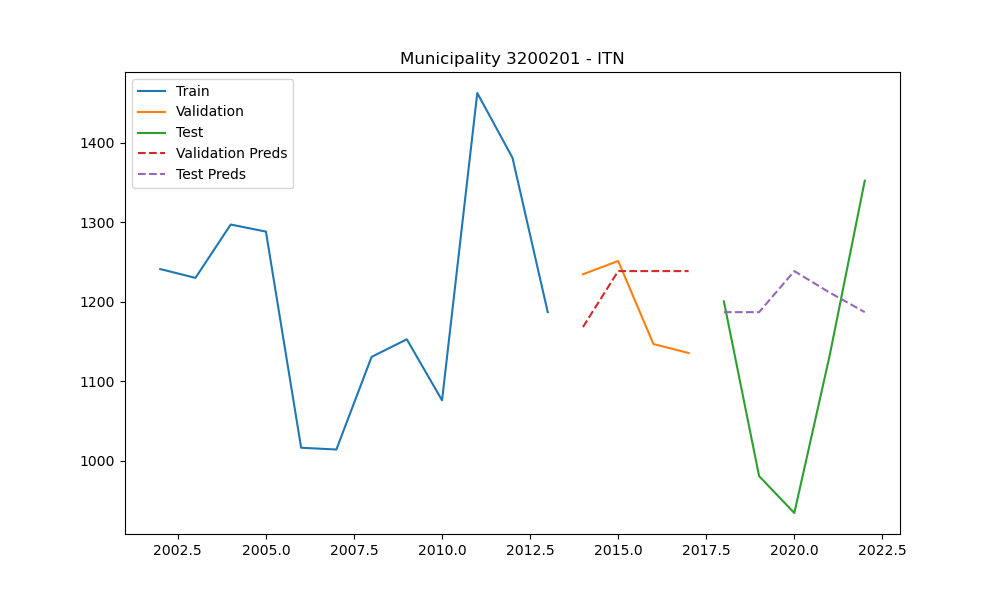 Municipality 3200201 - ITN
Train
Validation
Test
Validation Preds
Test Preds
1400
1300
1200
1100
1000
2002.5 2005.0 2007.5 2010.0 2012.5 2015.0 2017.5 2020.0 2022.5